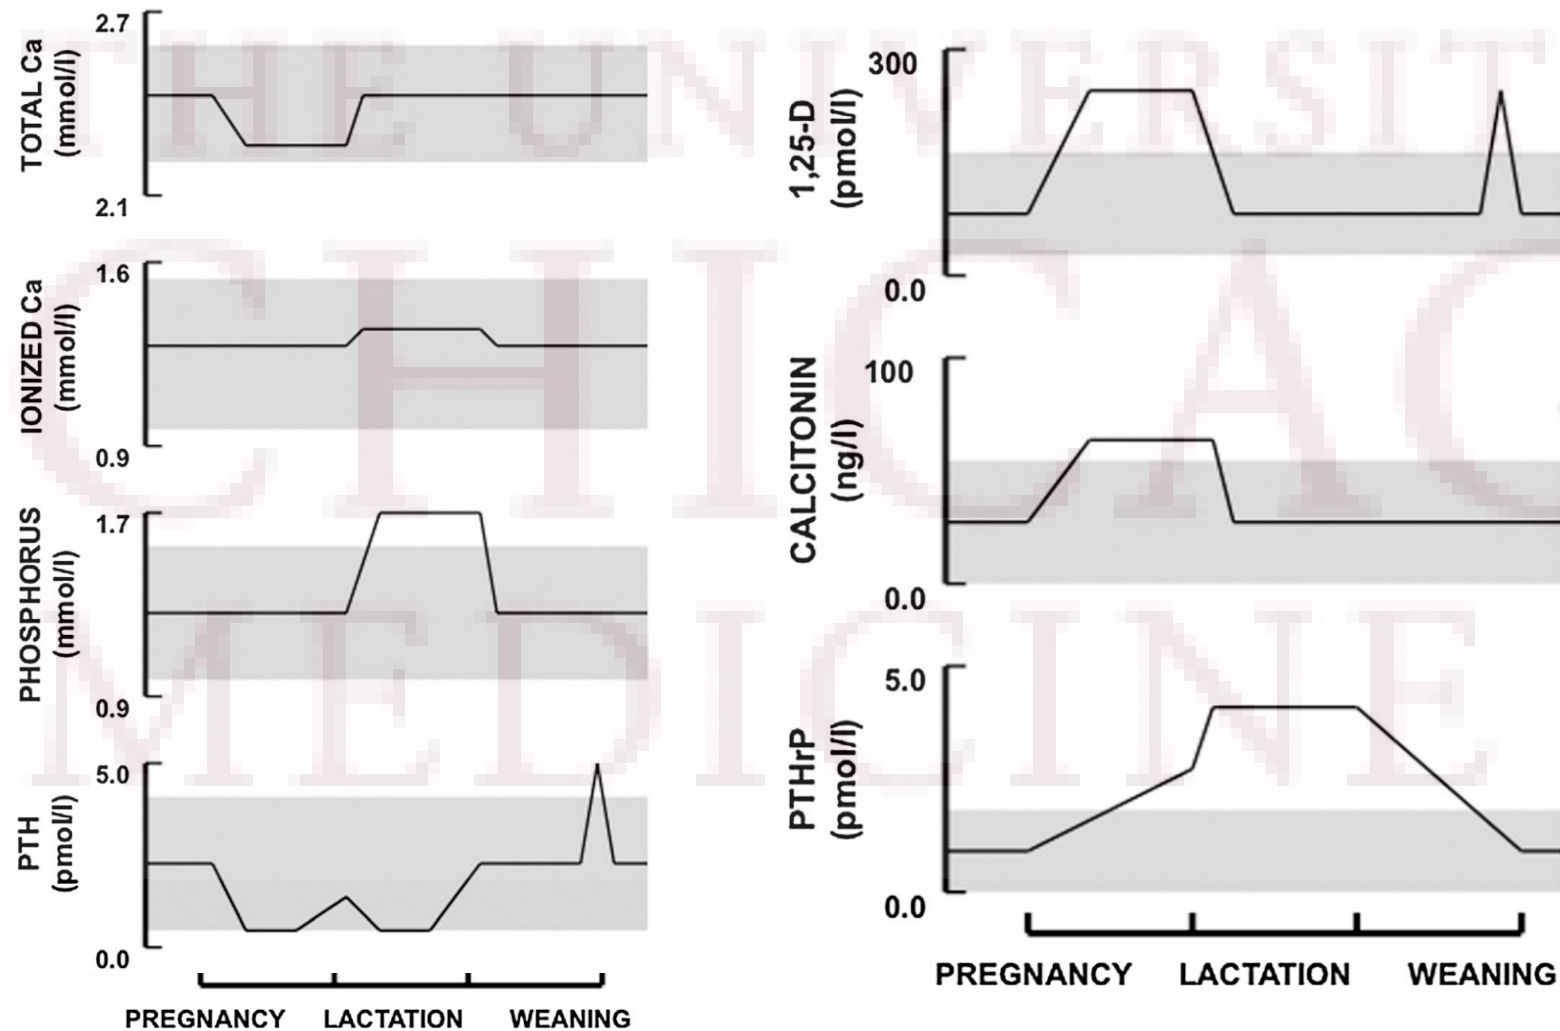 2.7
TOTAL Ca
(mmol/l)
2.1
1.6
IONIZED Ca
(mmol/l)
0.9
1.7
PHOSPHORUS
(mmol/l)
0.9
5.0
PTH
(pmol/l)
0.0
PREGNANCY LACTATION WEANING
300
1,25-D
(pmol/l)
0.0
100
CALCITONIN
(ng/l)
0.0
5.0
PTHrP
(pmol/l)
0.0
PREGNANCY LACTATION WEANING
THE UNIVERSIT
CHICAG
MEDICINE